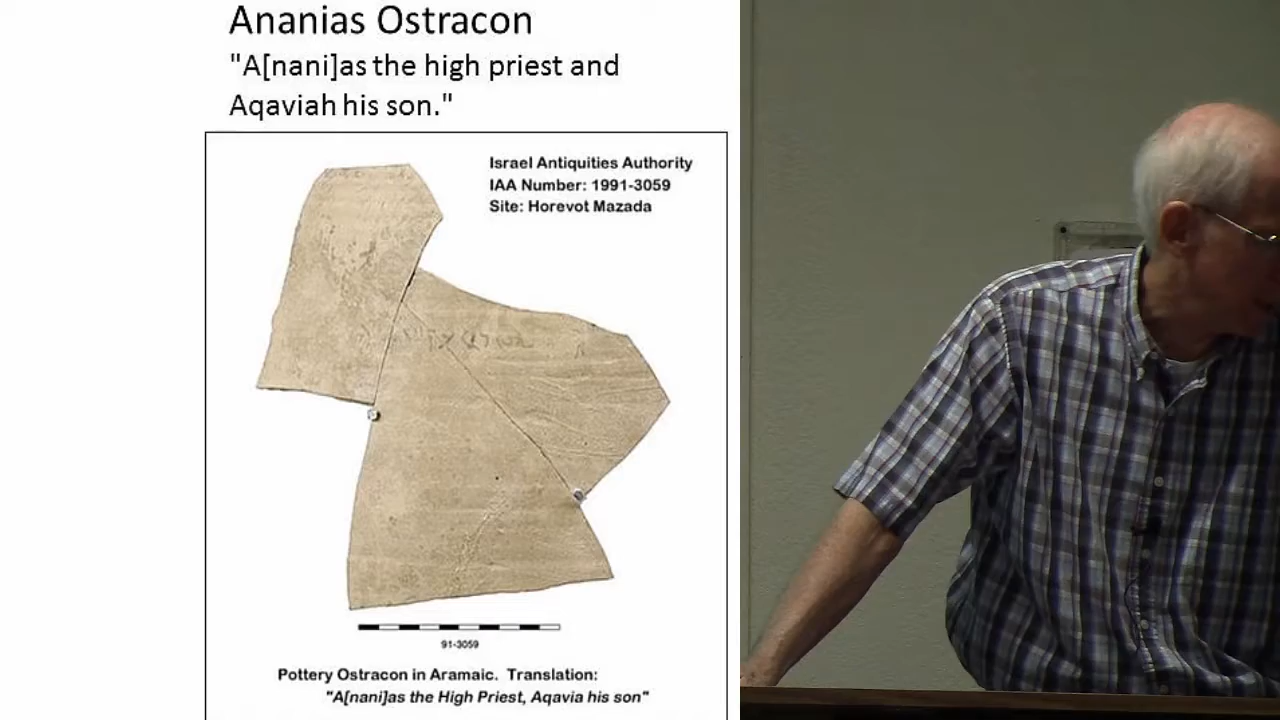 Ananias Ostracon
"A[nani]as the high priest and
Aqaviah his son."
Israel Antiquities Authority
IAA Number: 1991-3059
Site: Horevot Mazada
91-3059
Pottery Ostracon in Aramaic. Translation:
"A[nani]as the High Priest, Aqavia his son"